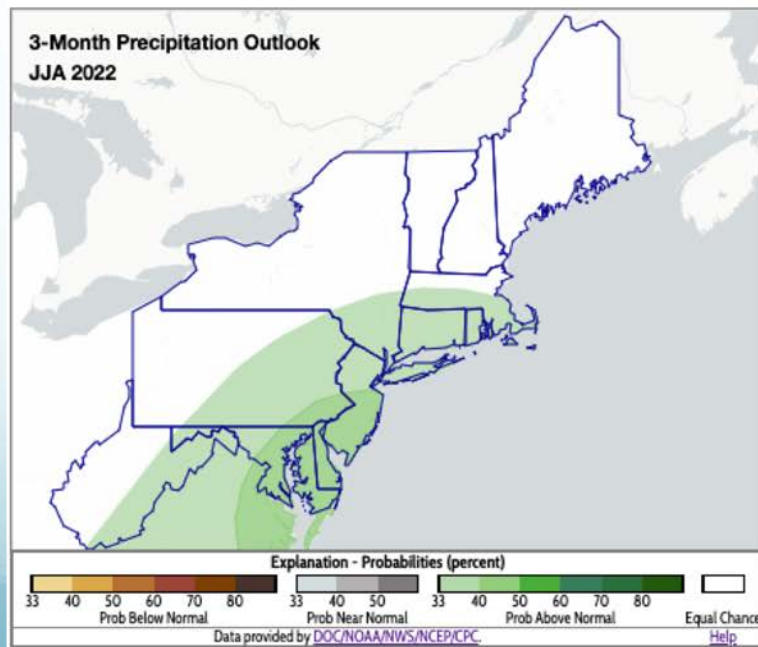 3-Month Precipitation Outlook
JJA 2022
Explanation - Probabilities (percent)
33 40 50 60 70 80 33 40 50 33 40 50 60 70 80
Prob Below Normal Prob Near Normal Prob Above Normal Equal Chance
Data provided by DOC/NOAA/NWS/NCEP/CPC. Help